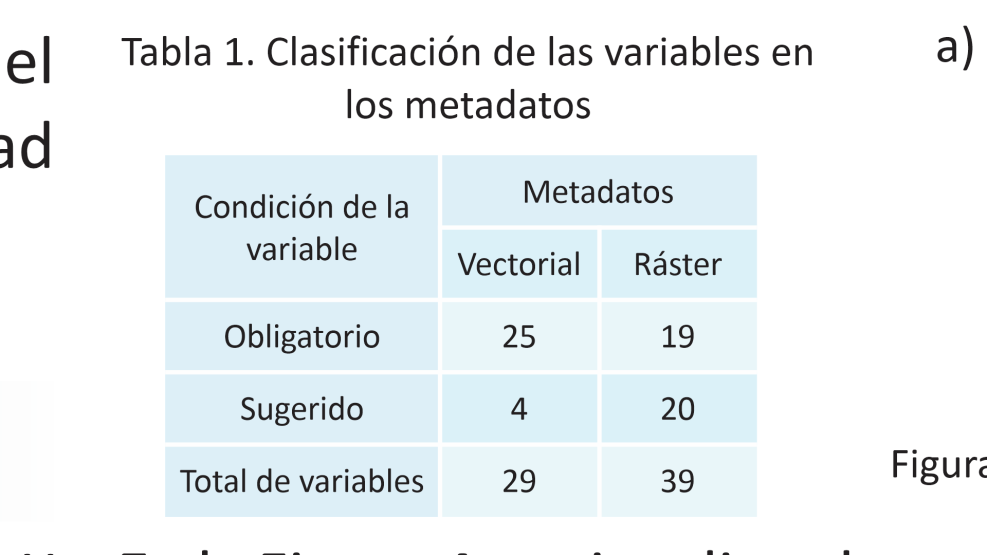 el
ad
Tabla 1. Clasificación de las variables en
los metadatos
Condición de la
variable
Metadatos
Vectorial Ráster
Obligatorio 25 19
Sugerido 4 20
Total de variables 29 39
a)
Figura